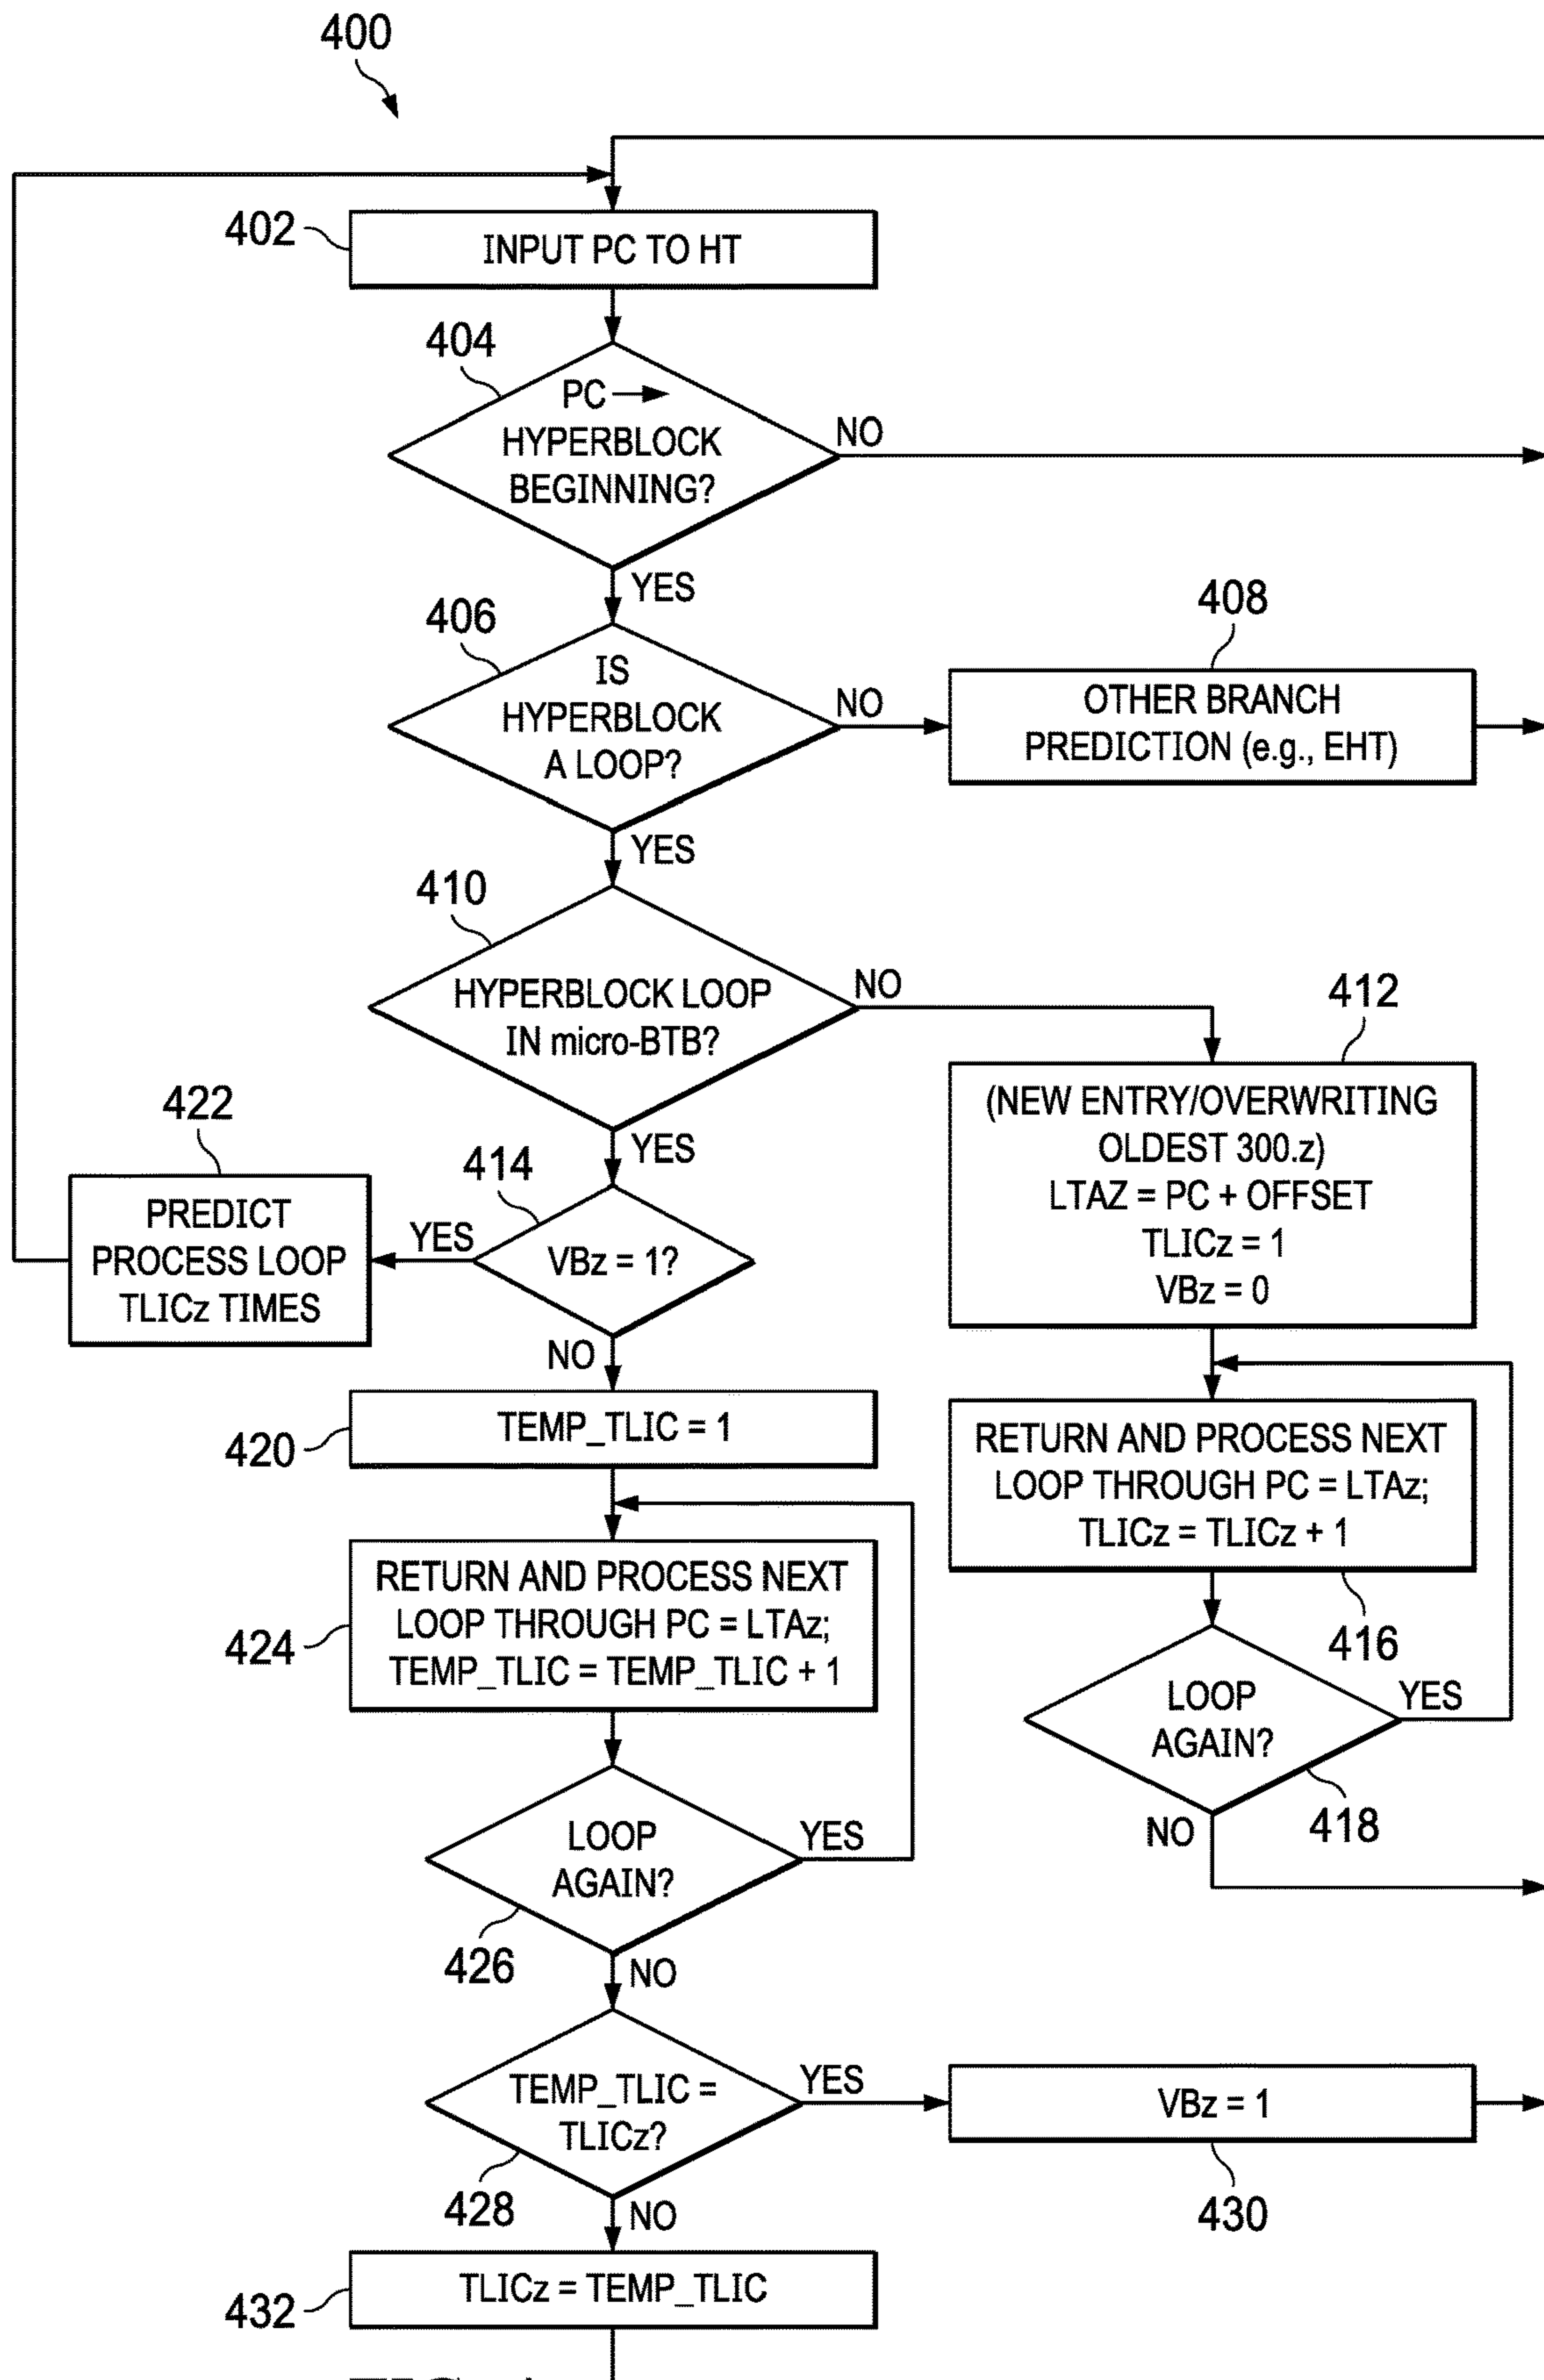 400
402
INPUT PC TO HT
404
PC
HYPERBLOCK
BEGINNING?
NO
YES
406
IS
HYPERBLOCK
A LOOP?
NO
408
OTHER BRANCH
PREDICTION (e.g., EHT)
YES
410
HYPERBLOCK LOOP
IN micro-BTB?
NO
412
(NEW ENTRY/OVERWRITING
OLDEST 300.z)
LTAZ = PC + OFFSET
TLICz = 1
VBz = 0
YES
414
VBz = 1?
YES
422
PREDICT
PROCESS LOOP
TLICz TIMES
NO
420
TEMP_TLIC = 1
RETURN AND PROCESS NEXT
LOOP THROUGH PC = LTAz;
TLICz = TLICz + 1
416
424
RETURN AND PROCESS NEXT
LOOP THROUGH PC = LTAz;
TEMP_TLIC = TEMP_TLIC + 1
LOOP
AGAIN?
YES
418
NO
LOOP
AGAIN?
YES
426
NO
TEMP_TLIC =
TLICz?
YES
428
VBz = 1
430
NO
432
TLICz = TEMP_TLIC